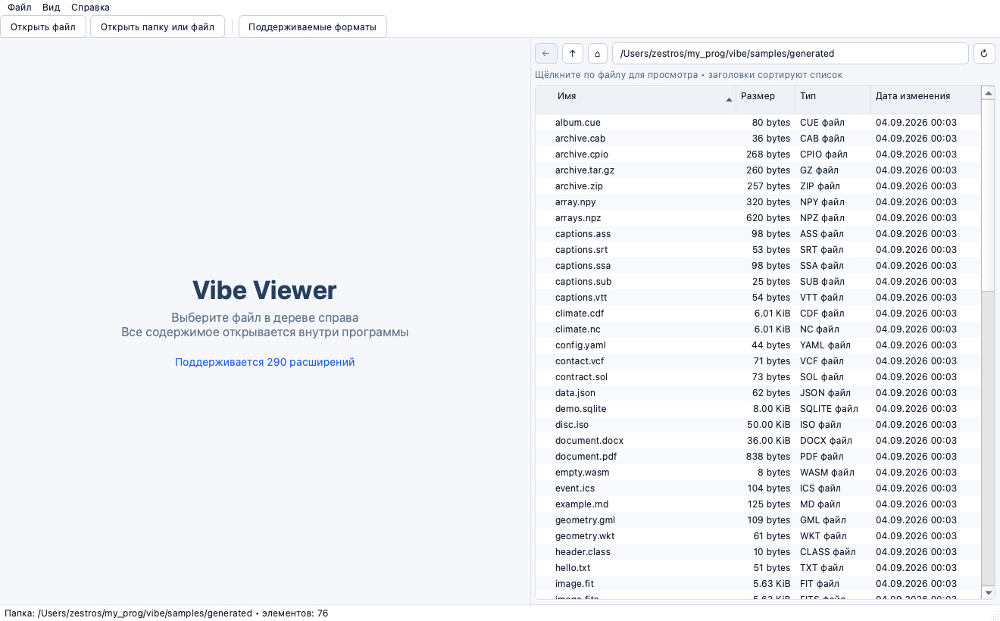 Файл Вид Справка
Открыть файл Открыть папку или файл Поддерживаемые форматы
← ↑ ⌂ /Users/zestros/my_prog/vibe/samples/generated ↻
Щёлкните по файлу для просмотра • заголовки сортируют список
Имя Размер Тип Дата изменения
album.cue 80 bytes CUE файл 04.09.2026 00:03
archive.cab 36 bytes CAB файл 04.09.2026 00:03
archive.cpio 268 bytes CPIO файл 04.09.2026 00:03
archive.tar.gz 260 bytes GZ файл 04.09.2026 00:03
archive.zip 257 bytes ZIP файл 04.09.2026 00:03
array.npy 320 bytes NPY файл 04.09.2026 00:03
arrays.npz 620 bytes NPZ файл 04.09.2026 00:03
captions.ass 98 bytes ASS файл 04.09.2026 00:03
captions.srt 53 bytes SRT файл 04.09.2026 00:03
captions.ssa 98 bytes SSA файл 04.09.2026 00:03
captions.sub 25 bytes SUB файл 04.09.2026 00:03
captions.vtt 54 bytes VTT файл 04.09.2026 00:03
climate.cdf 6.01 KiB CDF файл 04.09.2026 00:03
climate.nc 6.01 KiB NC файл 04.09.2026 00:03
config.yaml 44 bytes YAML файл 04.09.2026 00:03
contact.vcf 71 bytes VCF файл 04.09.2026 00:03
contract.sol 73 bytes SOL файл 04.09.2026 00:03
data.json 62 bytes JSON файл 04.09.2026 00:03
demo.sqlite 8.00 KiB SQLITE файл 04.09.2026 00:03
disc.iso 50.00 KiB ISO файл 04.09.2026 00:03
document.docx 36.00 KiB DOCX файл 04.09.2026 00:03
document.pdf 838 bytes PDF файл 04.09.2026 00:03
empty.wasm 8 bytes WASM файл 04.09.2026 00:03
event.ics 104 bytes ICS файл 04.09.2026 00:03
example.md 125 bytes MD файл 04.09.2026 00:03
geometry.gml 109 bytes GML файл 04.09.2026 00:03
geometry.wkt 61 bytes WKT файл 04.09.2026 00:03
header.class 10 bytes CLASS файл 04.09.2026 00:03
hello.txt 51 bytes TXT файл 04.09.2026 00:03
image.fit 5.63 KiB FIT файл 04.09.2026 00:03
image.fits 5.63 KiB FITS файл 04.09.2026 00:03
Vibe Viewer
Выберите файл в дереве справа
Все содержимое открывается внутри программы
Поддерживается 290 расширений
Папка: /Users/zestros/my_prog/vibe/samples/generated • элементов: 76